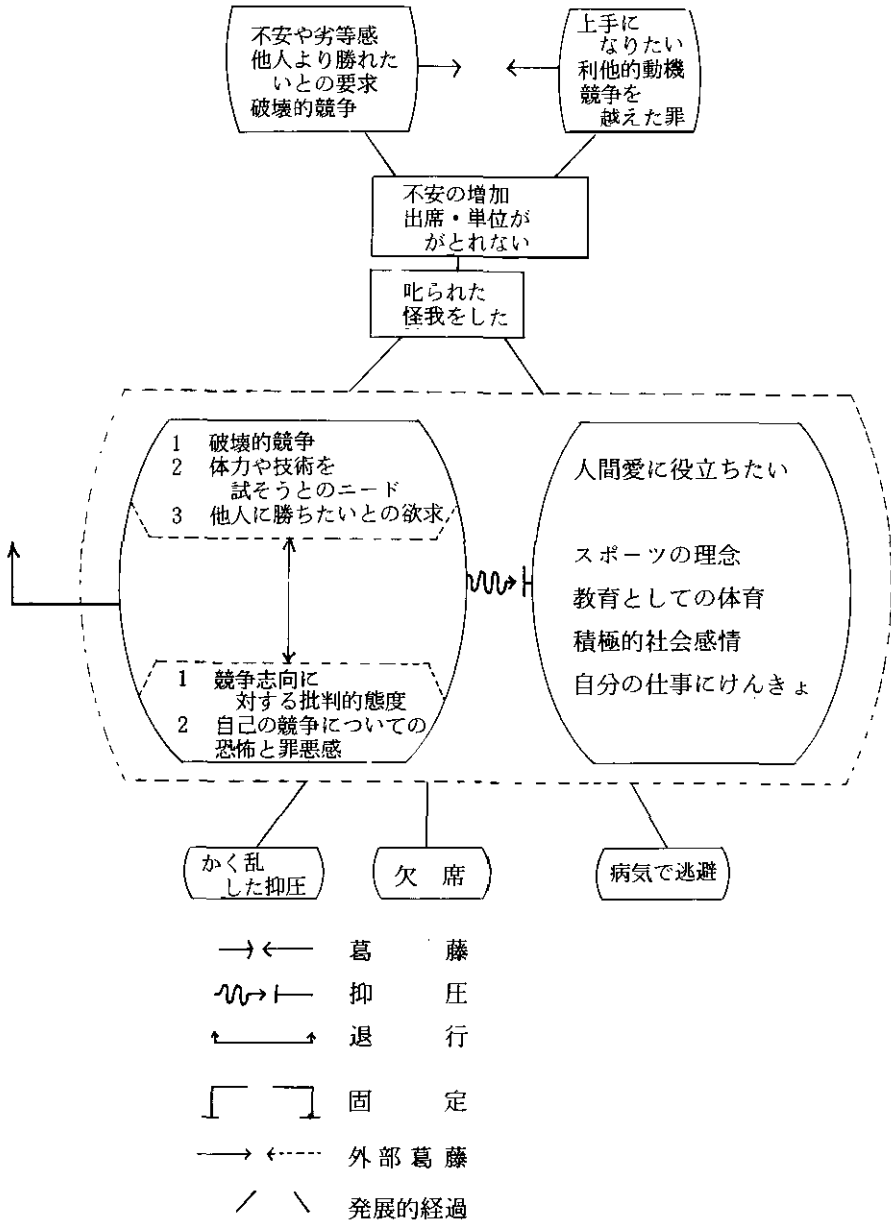 不安や劣等感
他人より勝れた
いとの要求
破壊的競争
上手に
なりたい
利他的動機
競争を
越えた罪
不安の増加
出席・単位が
がとれない
叱られた
怪我をした
1 破壊的競争
2 体力や技術を
試そうとのニード
3 他人に勝ちたいとの欲求
1 競争志向に
対する批判的態度
2 自己の競争についての
恐怖と罪悪感
人間愛に役立ちたい
スポーツの理念
教育としての体育
積極的社会感情
自分の仕事にけんきょ
かく乱
した抑圧
欠席
病気で逃避
葛藤
抑圧
退行
固定
外部葛藤
発展的経過